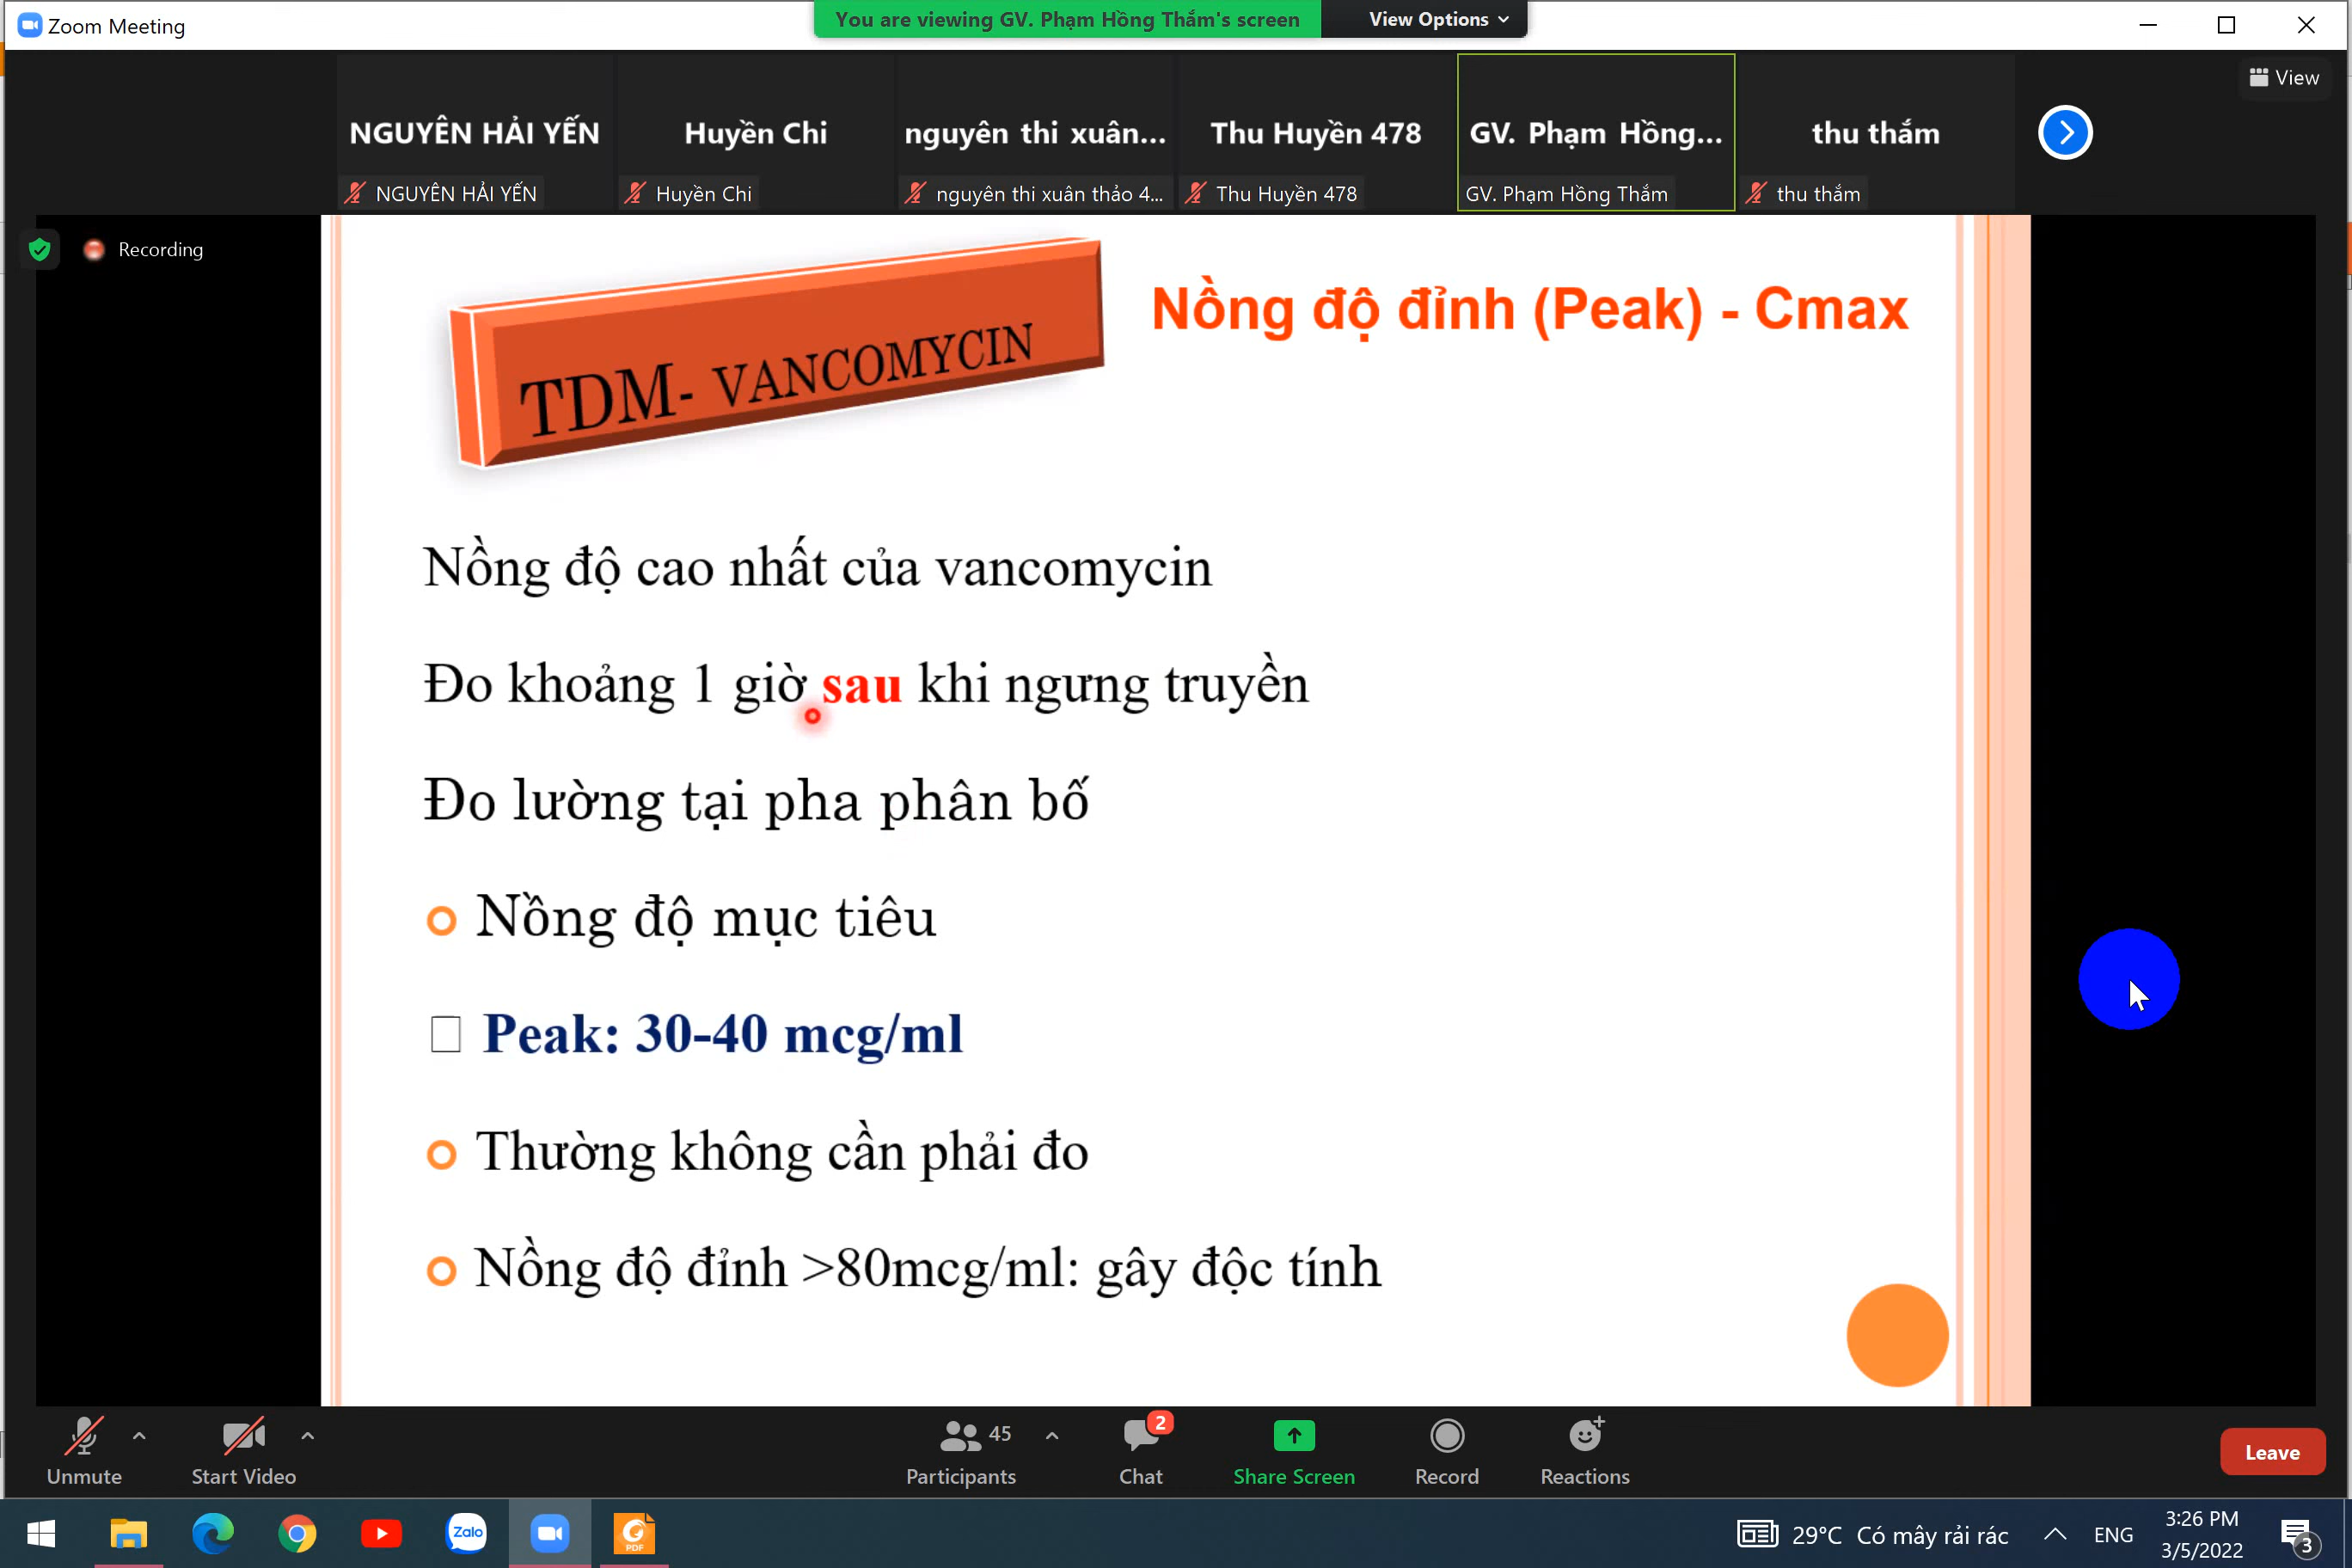 Zoom Meeting
You are viewing GV. Phạm Hồng Thắm's screen
View Options
View
NGUYÊN HẢI YẾN
Huyền Chi
nguyên thi xuân...
Thu Huyền 478
GV. Phạm Hồng...
thu thắm
NGUYÊN HẢI YẾN
Huyền Chi
nguyên thi xuân thảo 4...
Thu Huyền 478
GV. Phạm Hồng Thắm
thu thắm
Recording
TDM- VANCOMYCIN
Nồng độ đỉnh (Peak) - Cmax
Nồng độ cao nhất của vancomycin
Đo khoảng 1 giờ sau khi ngưng truyền
Đo lường tại pha phân bố
Nồng độ mục tiêu
Peak: 30-40 mcg/ml
Thường không cần phải đo
Nồng độ đỉnh >80mcg/ml: gây độc tính
Unmute
Start Video
45
Participants
2
Chat
Share Screen
Record
Reactions
Leave
Zalo
PDF
29°C Có mây rải rác
ENG
3:26 PM
3/5/2022
3